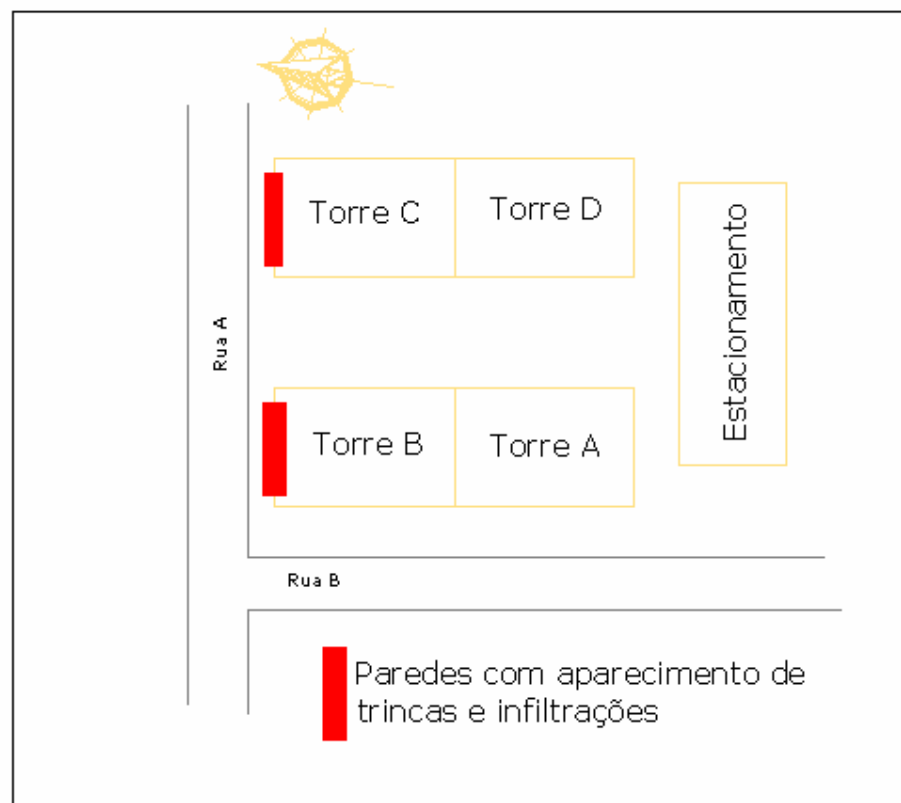 Torre C
Torre D
Estacionamento
Rua A
Torre B
Torre A
Rua B
Paredes com aparecimento de
trincas e infiltrações